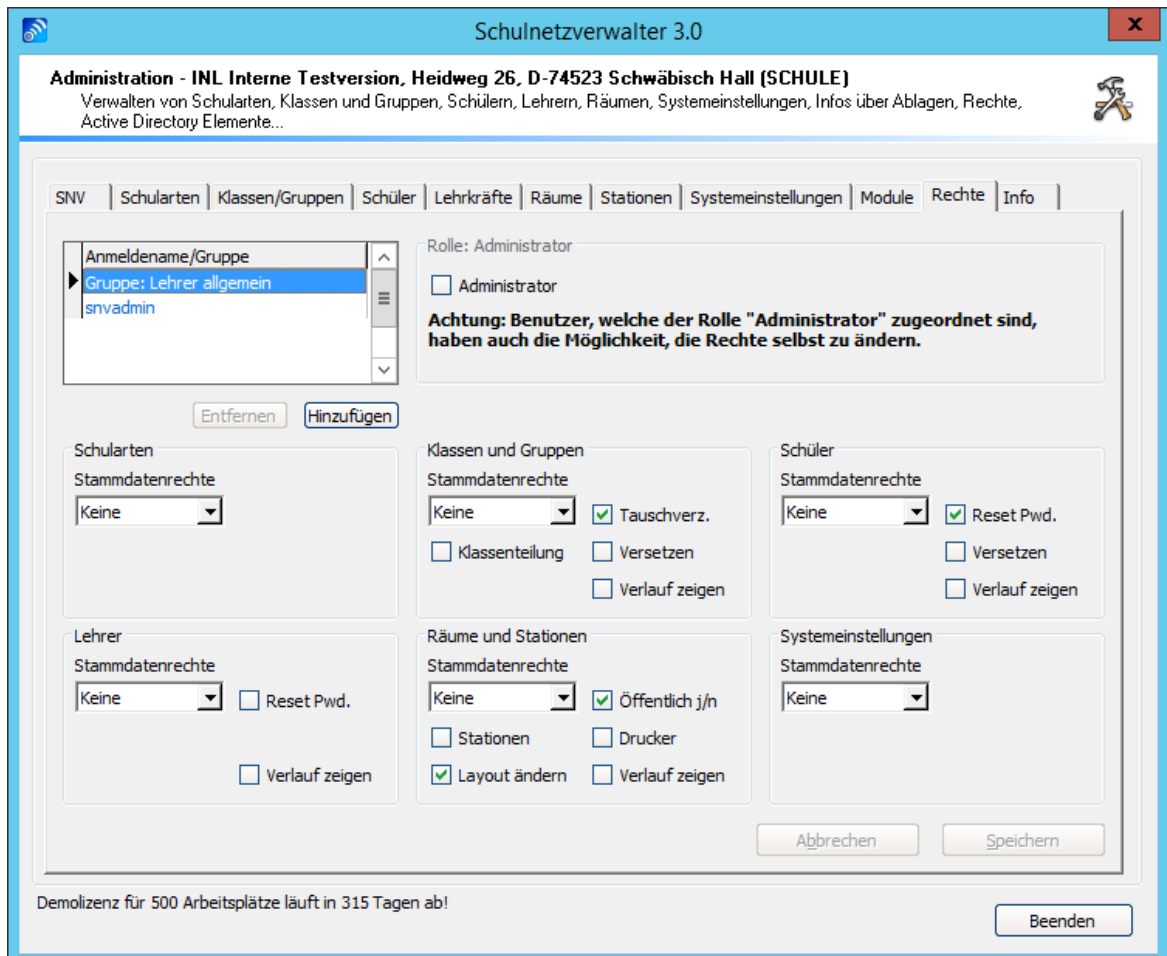 Schulnetzverwalter 3.0
x
Administration - INL Interne Testversion, Heidweg 26, D-74523 Schwäbisch Hall (SCHULE)
Verwalten von Schularten, Klassen und Gruppen, Schülern, Lehrern, Räumen, Systemeinstellungen, Infos über Ablagen, Rechte,
Active Directory Elemente...
SNV Schularten Klassen/Gruppen Schüler Lehrkräfte Räume Stationen Systemeinstellungen Module Rechte Info
Anmeldename/Gruppe
Gruppe: Lehrer allgemein
snvadmin
Entfernen Hinzufügen
Rolle: Administrator
Administrator
Achtung: Benutzer, welche der Rolle "Administrator" zugeordnet sind,
haben auch die Möglichkeit, die Rechte selbst zu ändern.
Schularten
Stammdatenrechte
Keine
Klassen und Gruppen
Stammdatenrechte
Keine Tauschverz.
Klassenteilung Versetzen
Verlauf zeigen
Schüler
Stammdatenrechte
Keine Reset Pwd.
Versetzen
Verlauf zeigen
Lehrer
Stammdatenrechte
Keine Reset Pwd.
Verlauf zeigen
Räume und Stationen
Stammdatenrechte
Keine Öffentlich j/n
Stationen Drucker
Layout ändern Verlauf zeigen
Systemeinstellungen
Stammdatenrechte
Keine
Abbrechen Speichern
Demolizenz für 500 Arbeitsplätze läuft in 315 Tagen ab!
Beenden